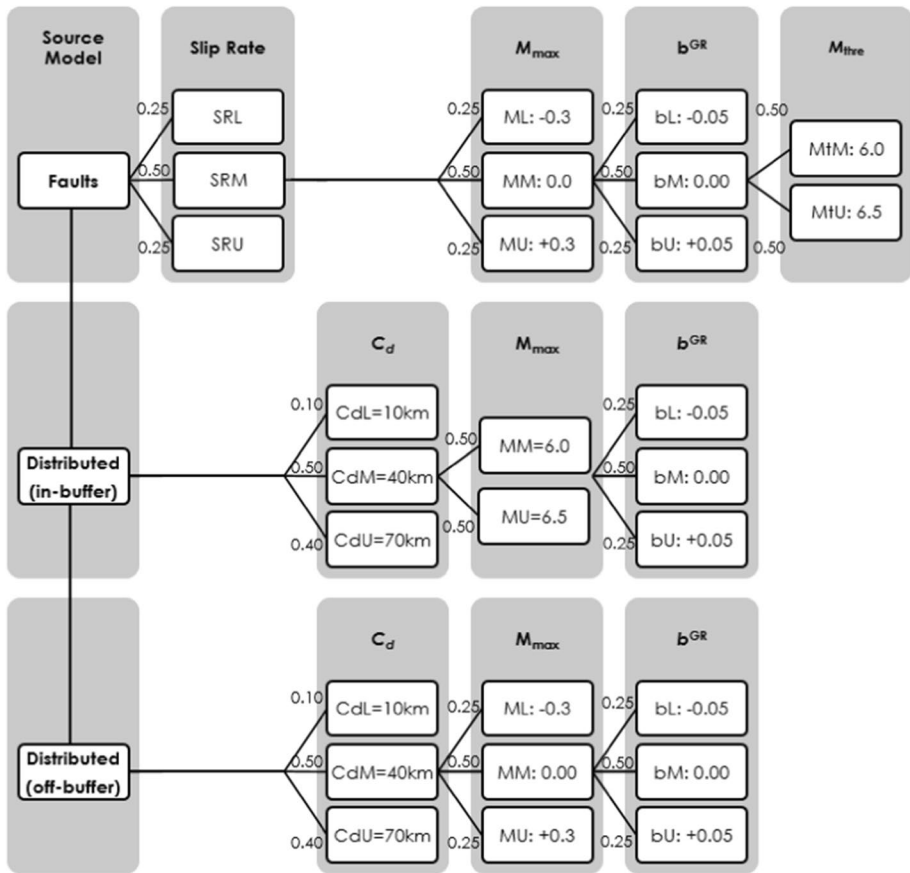 Source
Model
Slip Rate
Mmax
bGR
Mthre
0.25
0.50
0.25
Faults
SRL
SRM
SRU
0.25
0.50
0.25
ML: -0.3
MM: 0.0
MU: +0.3
0.25
0.50
0.25
bL: -0.05
bM: 0.00
bU: +0.05
0.50
0.50
MtM: 6.0
MtU: 6.5
Cd
Mmax
bGR
Distributed
(in-buffer)
0.10
0.50
0.40
CdL=10km
CdM=40km
CdU=70km
0.50
0.50
MM=6.0
MU=6.5
0.25
0.50
0.25
bL: -0.05
bM: 0.00
bU: +0.05
Cd
Mmax
bGR
Distributed
(off-buffer)
0.10
0.50
0.40
CdL=10km
CdM=40km
CdU=70km
0.25
0.50
0.25
ML: -0.3
MM: 0.00
MU: +0.3
0.25
0.50
0.25
bL: -0.05
bM: 0.00
bU: +0.05